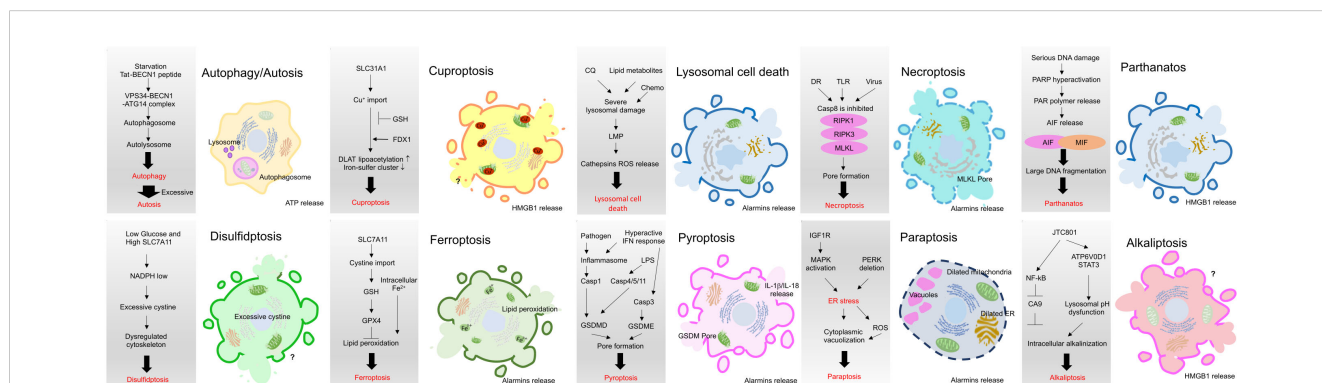 Starvation
Tat-BECN1 peptide
VPS34-BECN1
-ATG14 complex
Autophagosome
Autolysosome
Autophagy
Excessive
Autosis
Autophagy/Autosis
Lysosome
Autophagosome
ATP release
SLC31A1
Cu⁺ import
GSH
FDX1
DLAT lipoacetylation ↑
Iron-suffer cluster ↓
Cuproptosis
Cuproptosis
?
HMGB1 release
CQ
Lipid metabolites
Chemo
Severe
lysosomal damage
LMP
Cathepsins ROS release
Lysosomal cell
death
Lysosomal cell death
Alarmins release
DR
TLR
Virus
Casp8 is inhibited
RIPK1
RIPK3
MLKL
Pore formation
Necroptosis
Necroptosis
MLKL Pore
Alarmins release
Serious DNA damage
PARP hyperactivation
PAR polymer release
AIF release
AIF
MIF
Large DNA fragmentation
Parthanatos
Parthanatos
HMGB1 release
Low Glucose and
High SLC7A11
NADPH low
Excessive cystine
Dysregulated
cytoskeleton
Disulfidptosis
Disulfidptosis
Excessive cystine
?
SLC7A11
Cystine import
Intracellular
Fe²⁺
GSH
GPX4
Lipid peroxidation
Ferroptosis
Ferroptosis
Lipid peroxidation
Alarmins release
Pathogen
Hyperactive
IFN response
Inflammasome
LPS
Casp1
Casp4/5/11
Casp3
GSDMD
GSDME
Pore formation
Pyroptosis
Pyroptosis
IL-1β/IL-18
release
GSDM Pore
Alarmins release
IGF1R
MAPK
activation
PERK
deletion
ER stress
ROS
Cytoplasmic
vacuolization
Paraptosis
Paraptosis
Dilated mitochondria
Vacuoles
Dilated ER
Alarmins release
JTC801
ATP6V0D1
STAT3
NF-kB
CA9
Lysosomal pH
dysfunction
Intracellular alkalinization
Alkaliptosis
Alkaliptosis
?
HMGB1 release